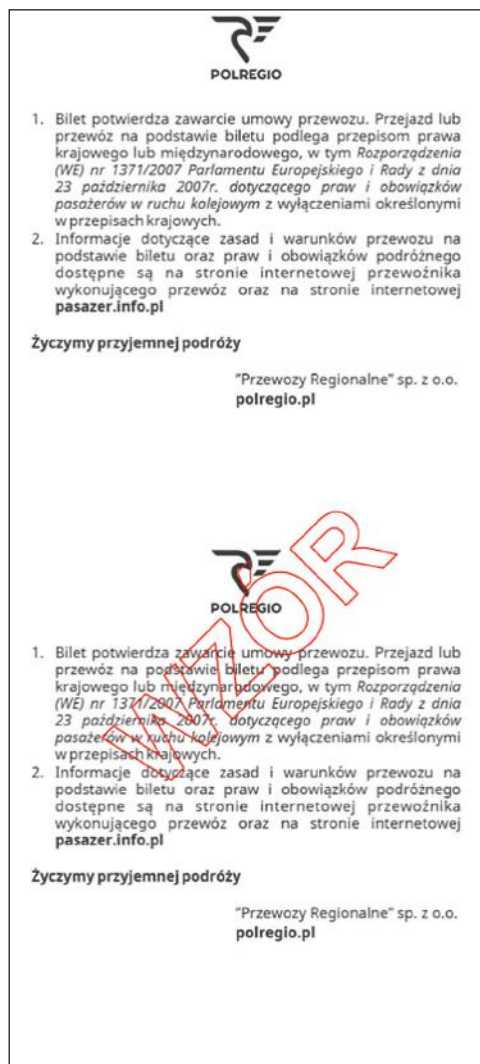 POLREGIO
1. Bilet potwierdza zawarcie umowy przewozu. Przejazd lub
przewóz na podstawie biletu podlega przepisom prawa
krajowego lub międzynarodowego, w tym Rozporządzenia
(WE) nr 1371/2007 Parlamentu Europejskiego i Rady z dnia
23 października 2007r. dotyczącego praw i obowiązków
pasażerów w ruchu kolejowym z wyłączeniami określonymi
w przepisach krajowych.
2. Informacje dotyczące zasad i warunków przewozu na
podstawie biletu oraz praw i obowiązków podróżnego
dostępne są na stronie internetowej przewoźnika
wykonującego przewóz oraz na stronie internetowej
pasazer.info.pl
Życzymy przyjemnej podróży
"Przewozy Regionalne" sp. z o.o.
polregio.pl
WZÓR
POLREGIO
1. Bilet potwierdza zawarcie umowy przewozu. Przejazd lub
przewóz na podstawie biletu podlega przepisom prawa
krajowego lub międzynarodowego, w tym Rozporządzenia
(WE) nr 1371/2007 Parlamentu Europejskiego i Rady z dnia
23 października 2007r. dotyczącego praw i obowiązków
pasażerów w ruchu kolejowym z wyłączeniami określonymi
w przepisach krajowych.
2. Informacje dotyczące zasad i warunków przewozu na
podstawie biletu oraz praw i obowiązków podróżnego
dostępne są na stronie internetowej przewoźnika
wykonującego przewóz oraz na stronie internetowej
pasazer.info.pl
Życzymy przyjemnej podróży
"Przewozy Regionalne" sp. z o.o.
polregio.pl